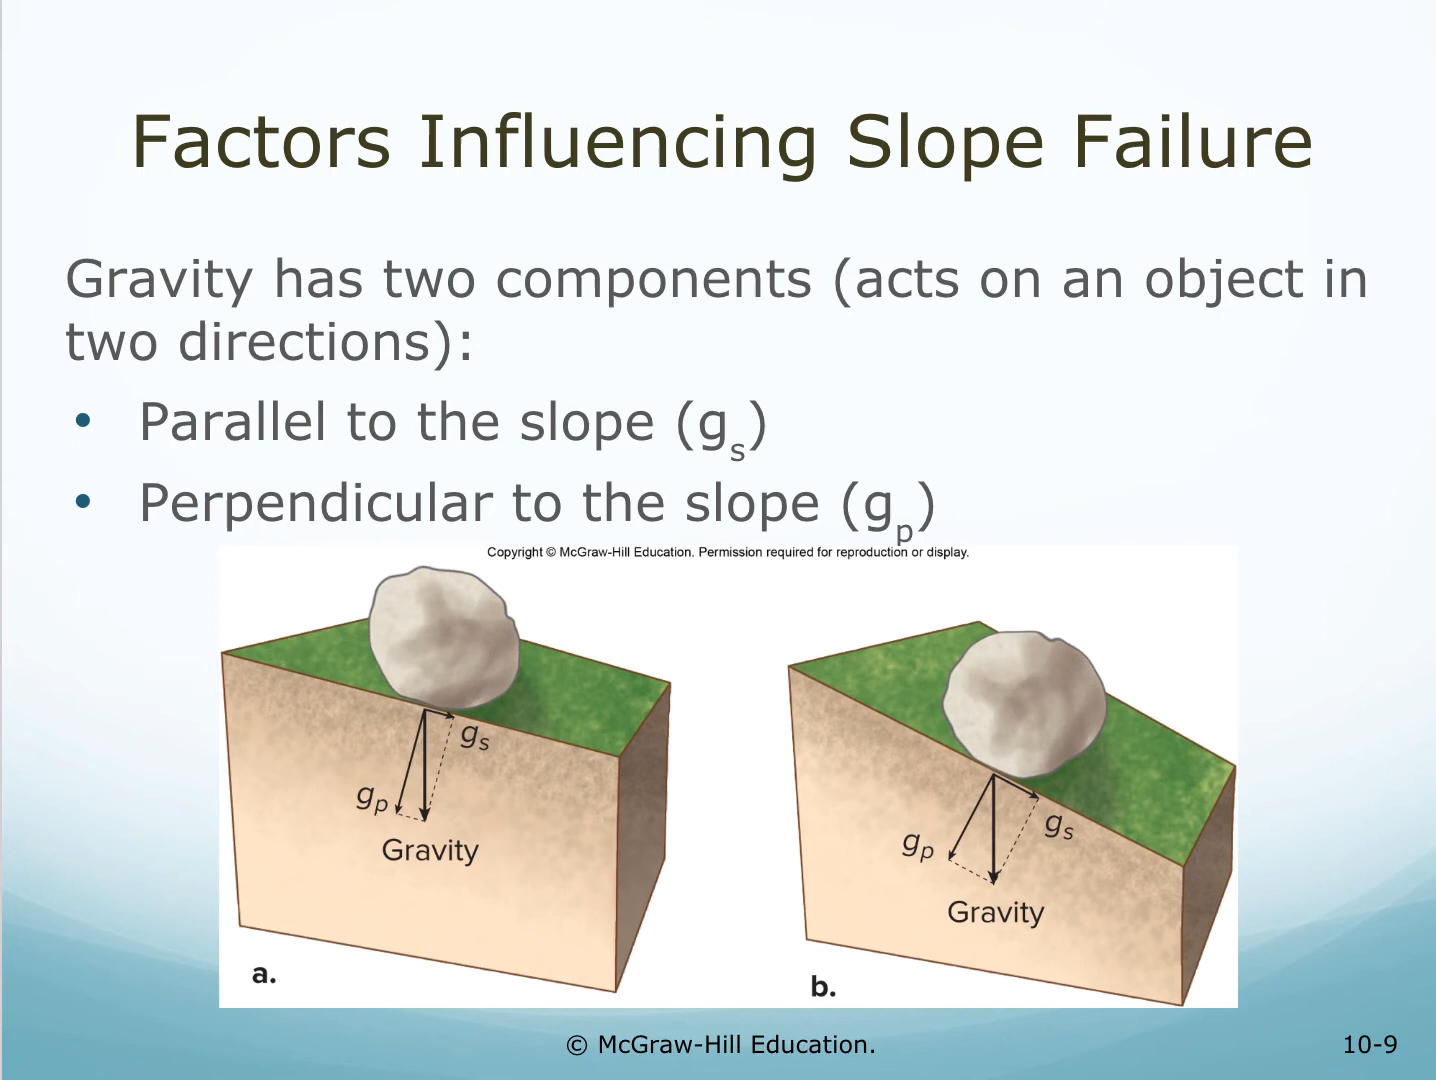 Factors Influencing Slope Failure
Gravity has two components (acts on an object in
two directions):
• Parallel to the slope (gs)
• Perpendicular to the slope (gp)
Copyright © McGraw-Hill Education. Permission required for reproduction or display.
gs
gp
Gravity
a.
gs
gp
Gravity
b.
© McGraw-Hill Education.
10-9